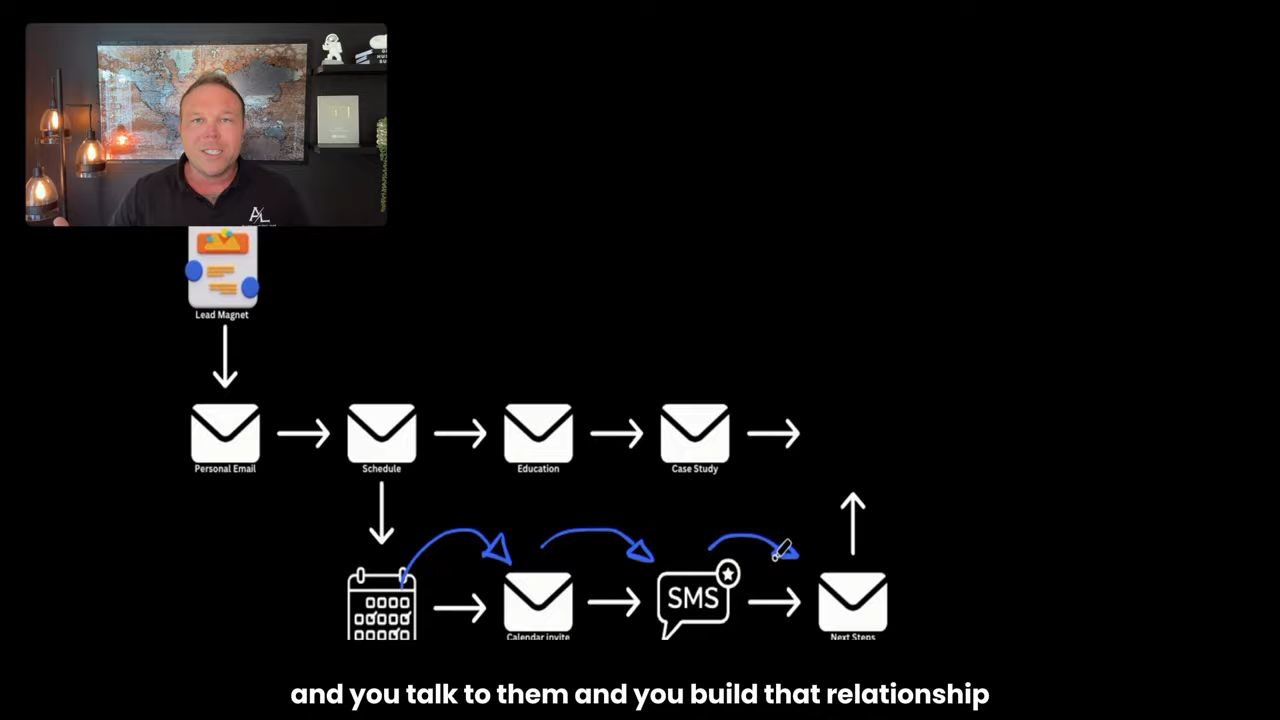 AL
Lead Magnet
Personal Email
Schedule
Education
Case Study
SMS
Calendar invite
Next Steps
and you talk to them and you build that relationship